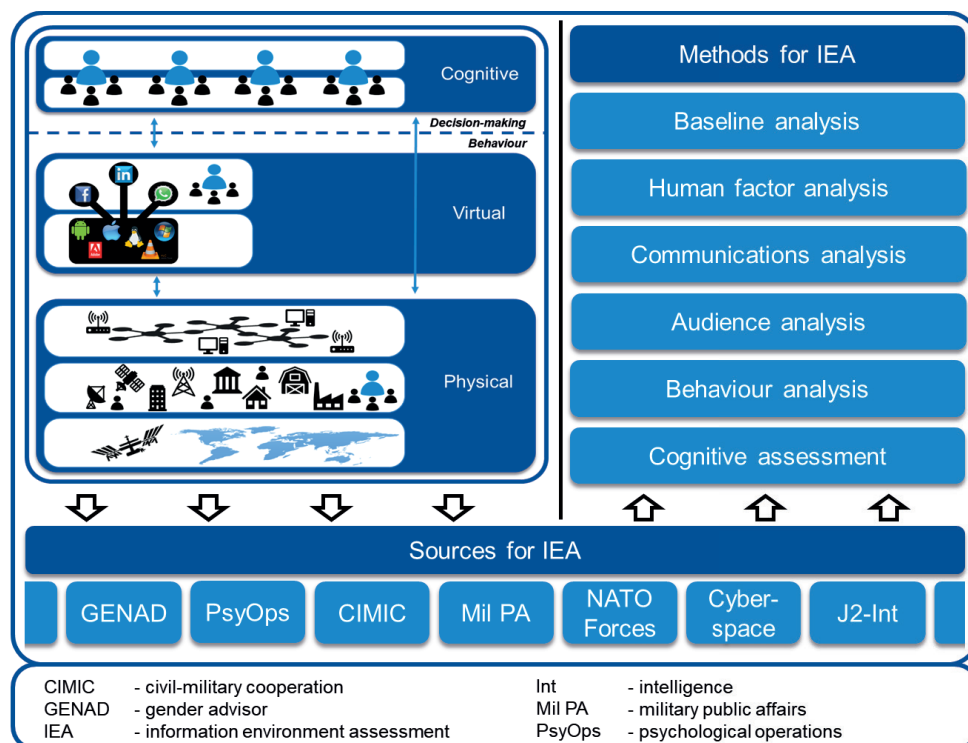 Cognitive
Decision-making
Behaviour
Virtual
Physical
Methods for IEA
Baseline analysis
Human factor analysis
Communications analysis
Audience analysis
Behaviour analysis
Cognitive assessment
Sources for IEA
GENAD
PsyOps
CIMIC
Mil PA
NATO
Forces
Cyber-
space
J2-Int
CIMIC - civil-military cooperation
GENAD - gender advisor
IEA - information environment assessment
Int - intelligence
Mil PA - military public affairs
PsyOps - psychological operations